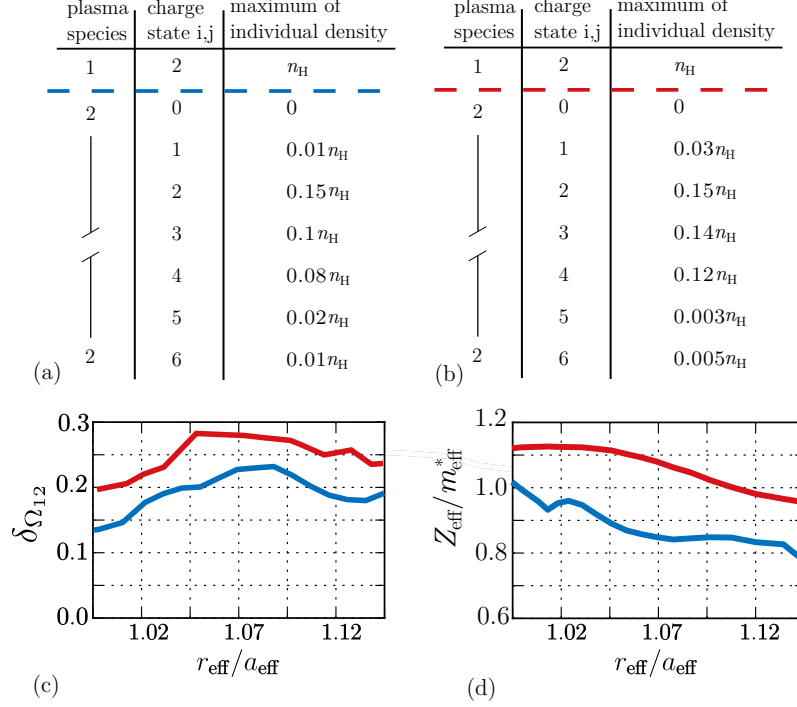 plasma charge maximum of
species state i,j individual density
1 2 n_H
2 0 0
1 0.01n_H
2 0.15n_H
3 0.1n_H
4 0.08n_H
5 0.02n_H
2 6 0.01n_H
(a)
plasma charge maximum of
species state i,j individual density
1 2 n_H
2 0 0
1 0.03n_H
2 0.15n_H
3 0.14n_H
4 0.12n_H
5 0.003n_H
2 6 0.005n_H
(b)
0.3
0.2
0.1
0.0
δ_Ω₁₂
1.02 1.07 1.12
r_eff/a_eff
(c)
1.2
1.0
0.8
0.6
Z_eff/m*_eff
1.02 1.07 1.12
r_eff/a_eff
(d)